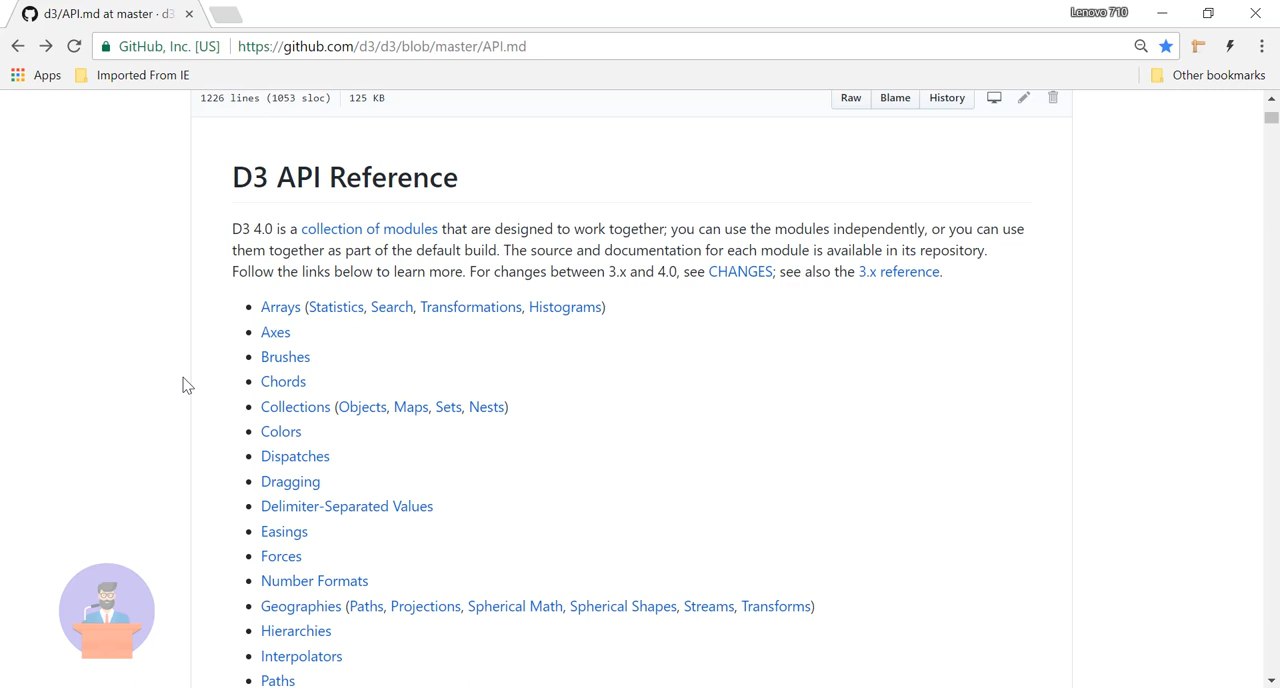 d3/API.md at master · d3
Lenovo 710
GitHub, Inc. [US] https://github.com/d3/d3/blob/master/API.md
Apps Imported From IE Other bookmarks
1226 lines (1053 sloc) 125 KB Raw Blame History
D3 API Reference
D3 4.0 is a collection of modules that are designed to work together; you can use the modules independently, or you can use
them together as part of the default build. The source and documentation for each module is available in its repository.
Follow the links below to learn more. For changes between 3.x and 4.0, see CHANGES; see also the 3.x reference.
• Arrays (Statistics, Search, Transformations, Histograms)
• Axes
• Brushes
• Chords
• Collections (Objects, Maps, Sets, Nests)
• Colors
• Dispatches
• Dragging
• Delimiter-Separated Values
• Easings
• Forces
• Number Formats
• Geographies (Paths, Projections, Spherical Math, Spherical Shapes, Streams, Transforms)
• Hierarchies
• Interpolators
• Paths